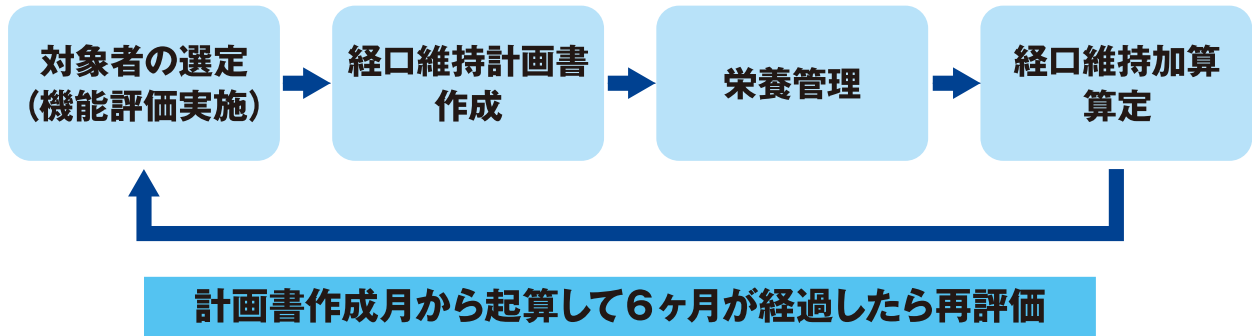 対象者の選定
(機能評価実施)
経口維持計画書
作成
栄養管理
経口維持加算
算定
計画書作成月から起算して6ヶ月が経過したら再評価